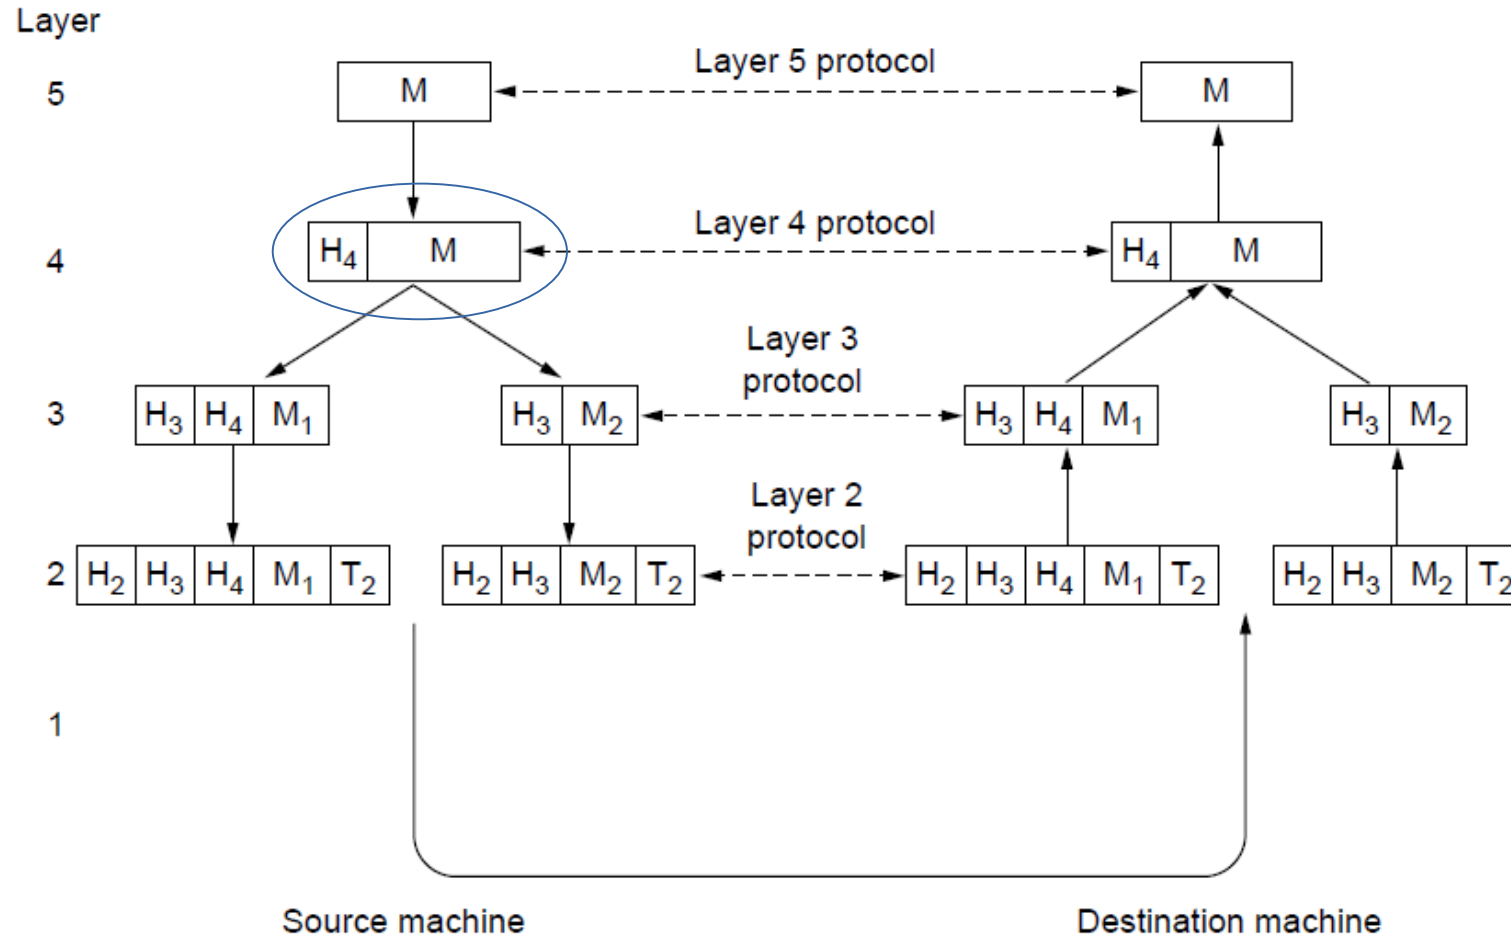 Layer
5 M Layer 5 protocol M
4 H₄ M Layer 4 protocol H₄ M
Layer 3
protocol
3 H₃ H₄ M₁ H₃ M₂ H₃ H₄ M₁ H₃ M₂
Layer 2
protocol
2 H₂ H₃ H₄ M₁ T₂ H₂ H₃ M₂ T₂ H₂ H₃ H₄ M₁ T₂ H₂ H₃ M₂ T₂
1
Source machine Destination machine